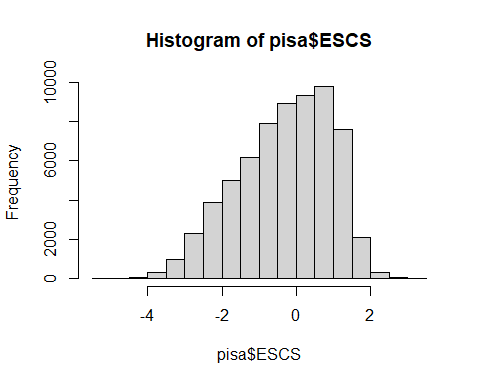 Histogram of pisa$ESCS
10000
6000
2000
0
Frequency
-4 -2 0 2
pisa$ESCS